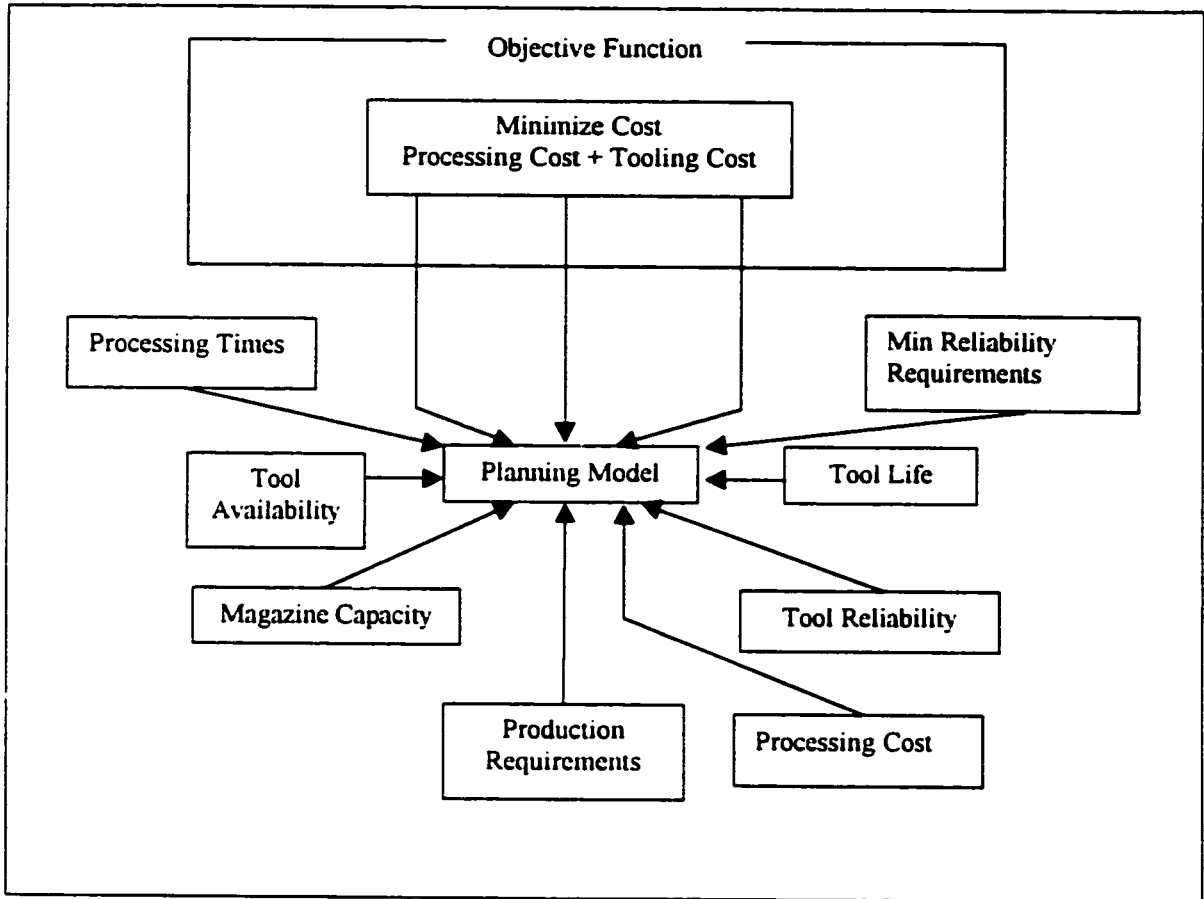 Objective Function
Minimize Cost
Processing Cost + Tooling Cost
Processing Times
Min Reliability
Requirements
Planning Model
Tool
Availability
Tool Life
Magazine Capacity
Tool Reliability
Production
Requirements
Processing Cost